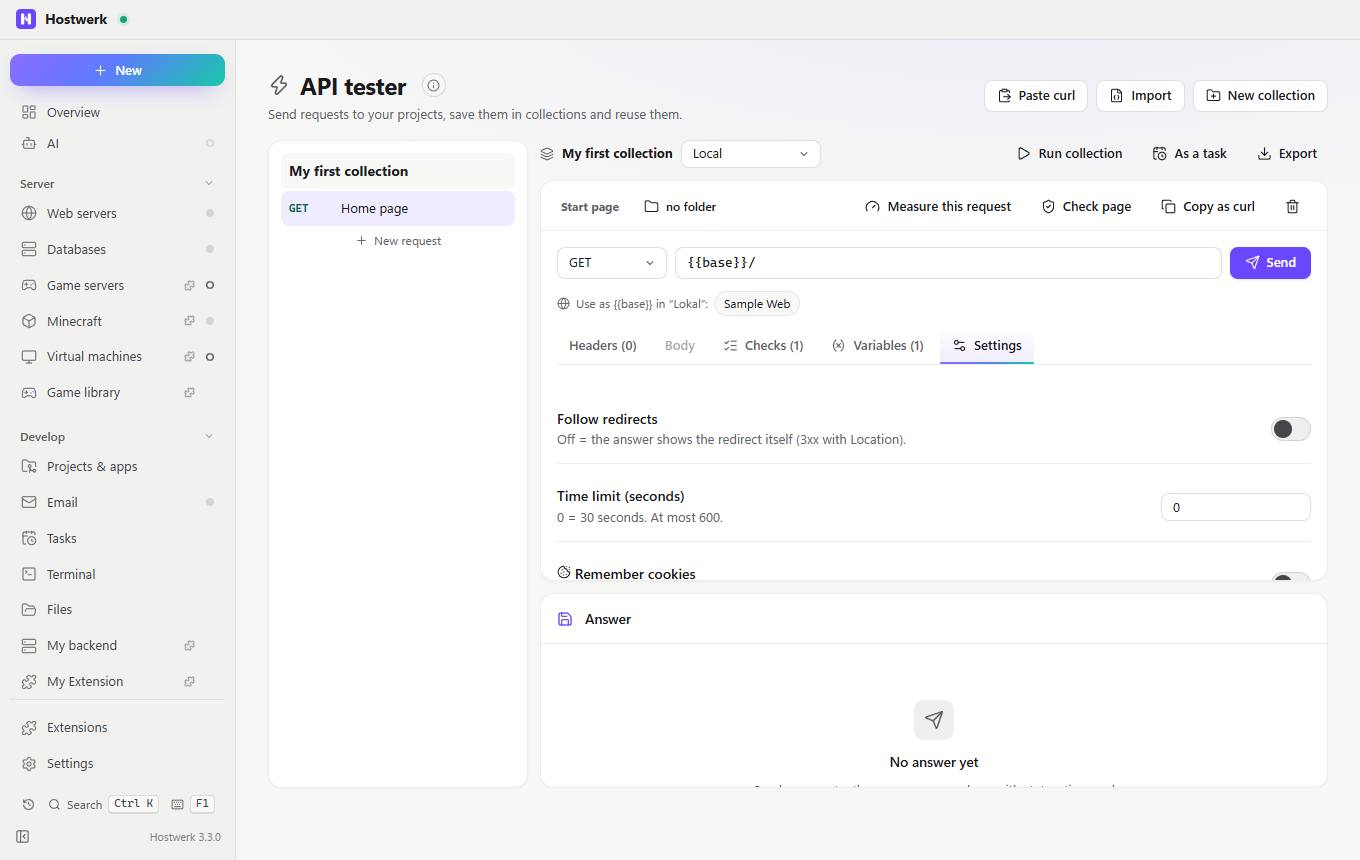 Hostwerk
New
Overview
AI
Server
Web servers
Databases
Game servers
Minecraft
Virtual machines
Game library
Develop
Projects & apps
Email
Tasks
Terminal
Files
My backend
My Extension
Extensions
Settings
Search Ctrl K F1
Hostwerk 3.3.0
API tester
Send requests to your projects, save them in collections and reuse them.
Paste curl Import New collection
My first collection
GET Home page
New request
My first collection Local Run collection As a task Export
Start page no folder Measure this request Check page Copy as curl
GET {{base}}/ Send
Use as {{base}} in “Lokal”: Sample Web
Headers (0) Body Checks (1) Variables (1) Settings
Follow redirects
Off = the answer shows the redirect itself (3xx with Location).
Time limit (seconds)
0 = 30 seconds. At most 600.
0
Remember cookies
Answer
No answer yet